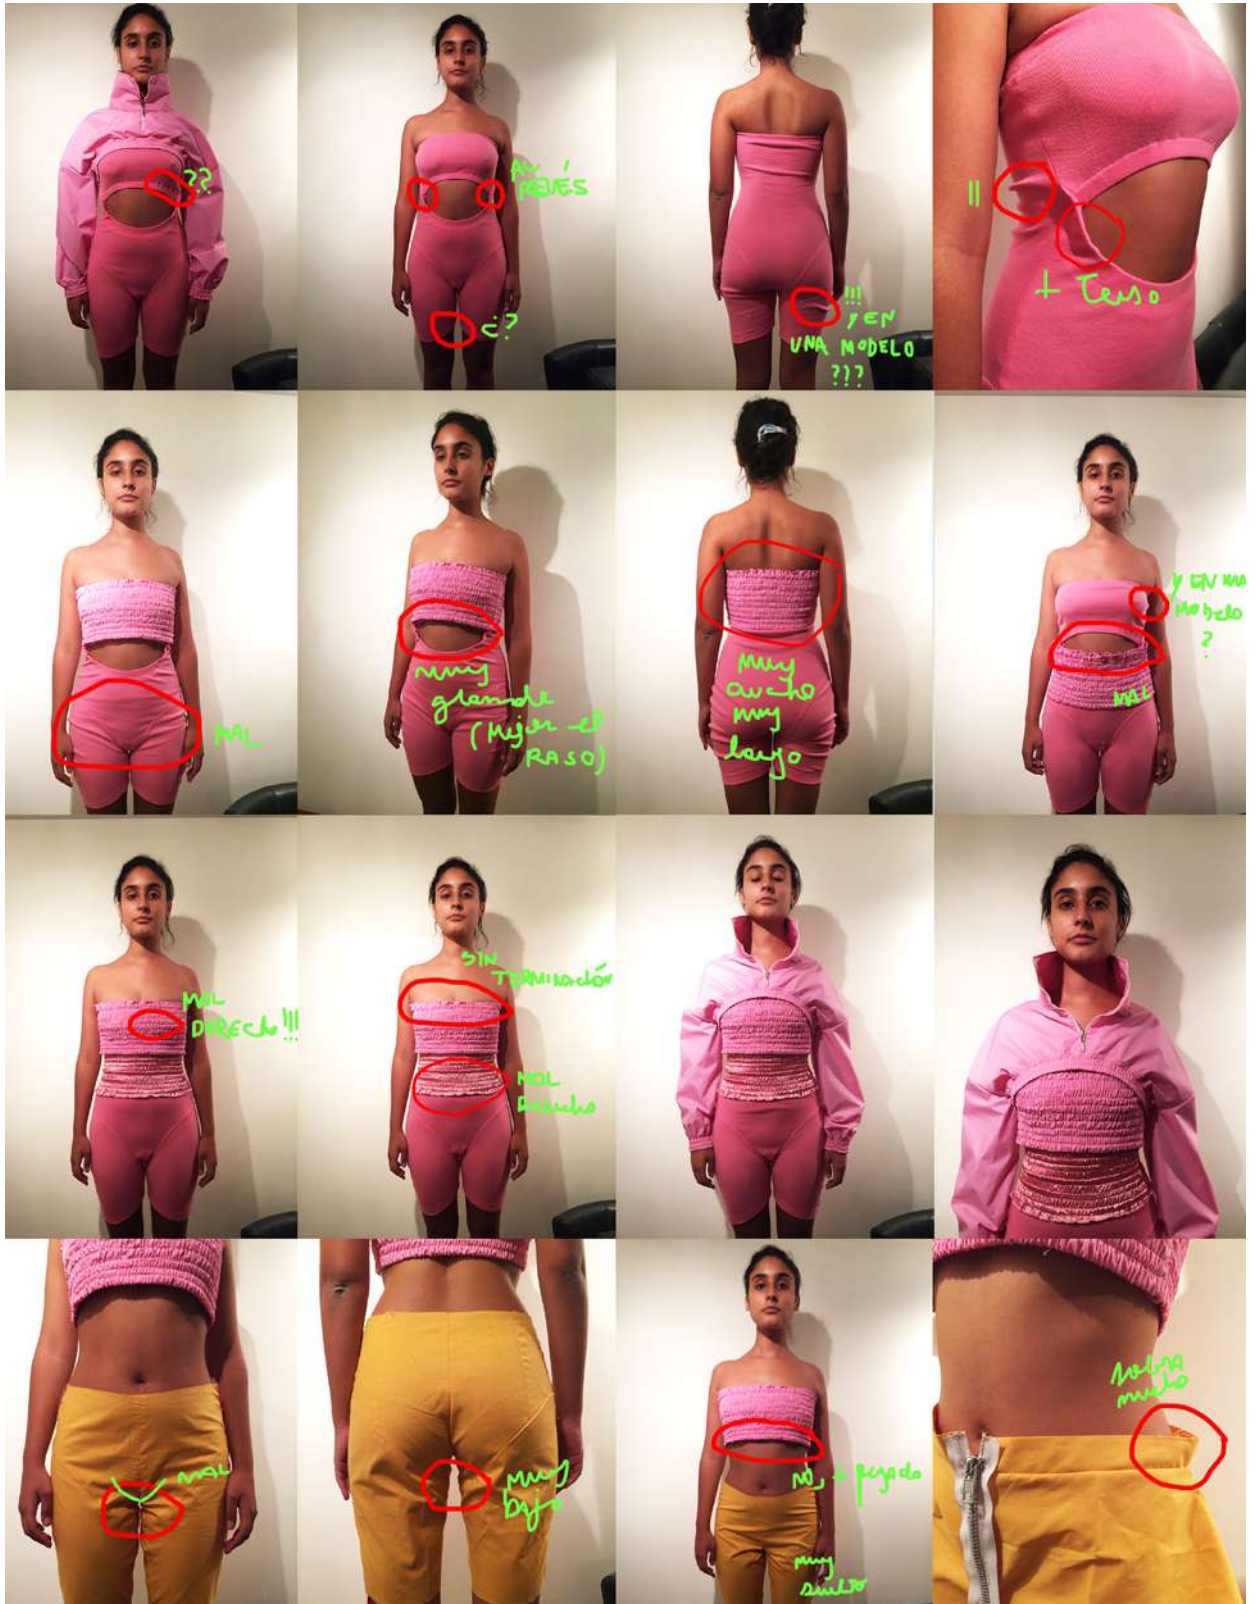 ??
AL
REVÉS
¿?
!!!
Y EN
UNA MODELO
???
||
+ Terso
MAL
muy
grande
(Mejor el
RASO)
muy
ancho
muy
largo
Y EN UNA
Modelo
?
MAL
MAL
DERECHO!!!
SIN
TERMINACIÓN
MAL
Derecho
MAL
muy
bajo
NO, + pegado
muy
suelto
sobra
mucho